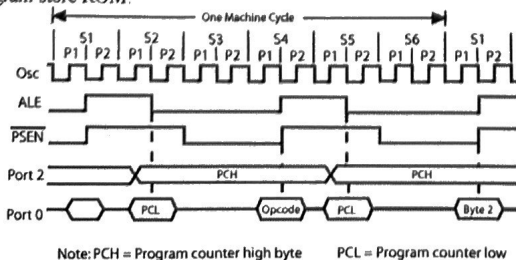 gram store ROM.
One Machine Cycle
S1 S2 S3 S4 S5 S6 S1
P1 P2 P1 P2 P1 P2 P1 P2 P1 P2 P1 P2 P1 P2
Osc
ALE
PSEN
Port 2 PCH PCH
Port 0 PCL Opcode PCL Byte 2
Note: PCH = Program counter high byte PCL = Program counter low